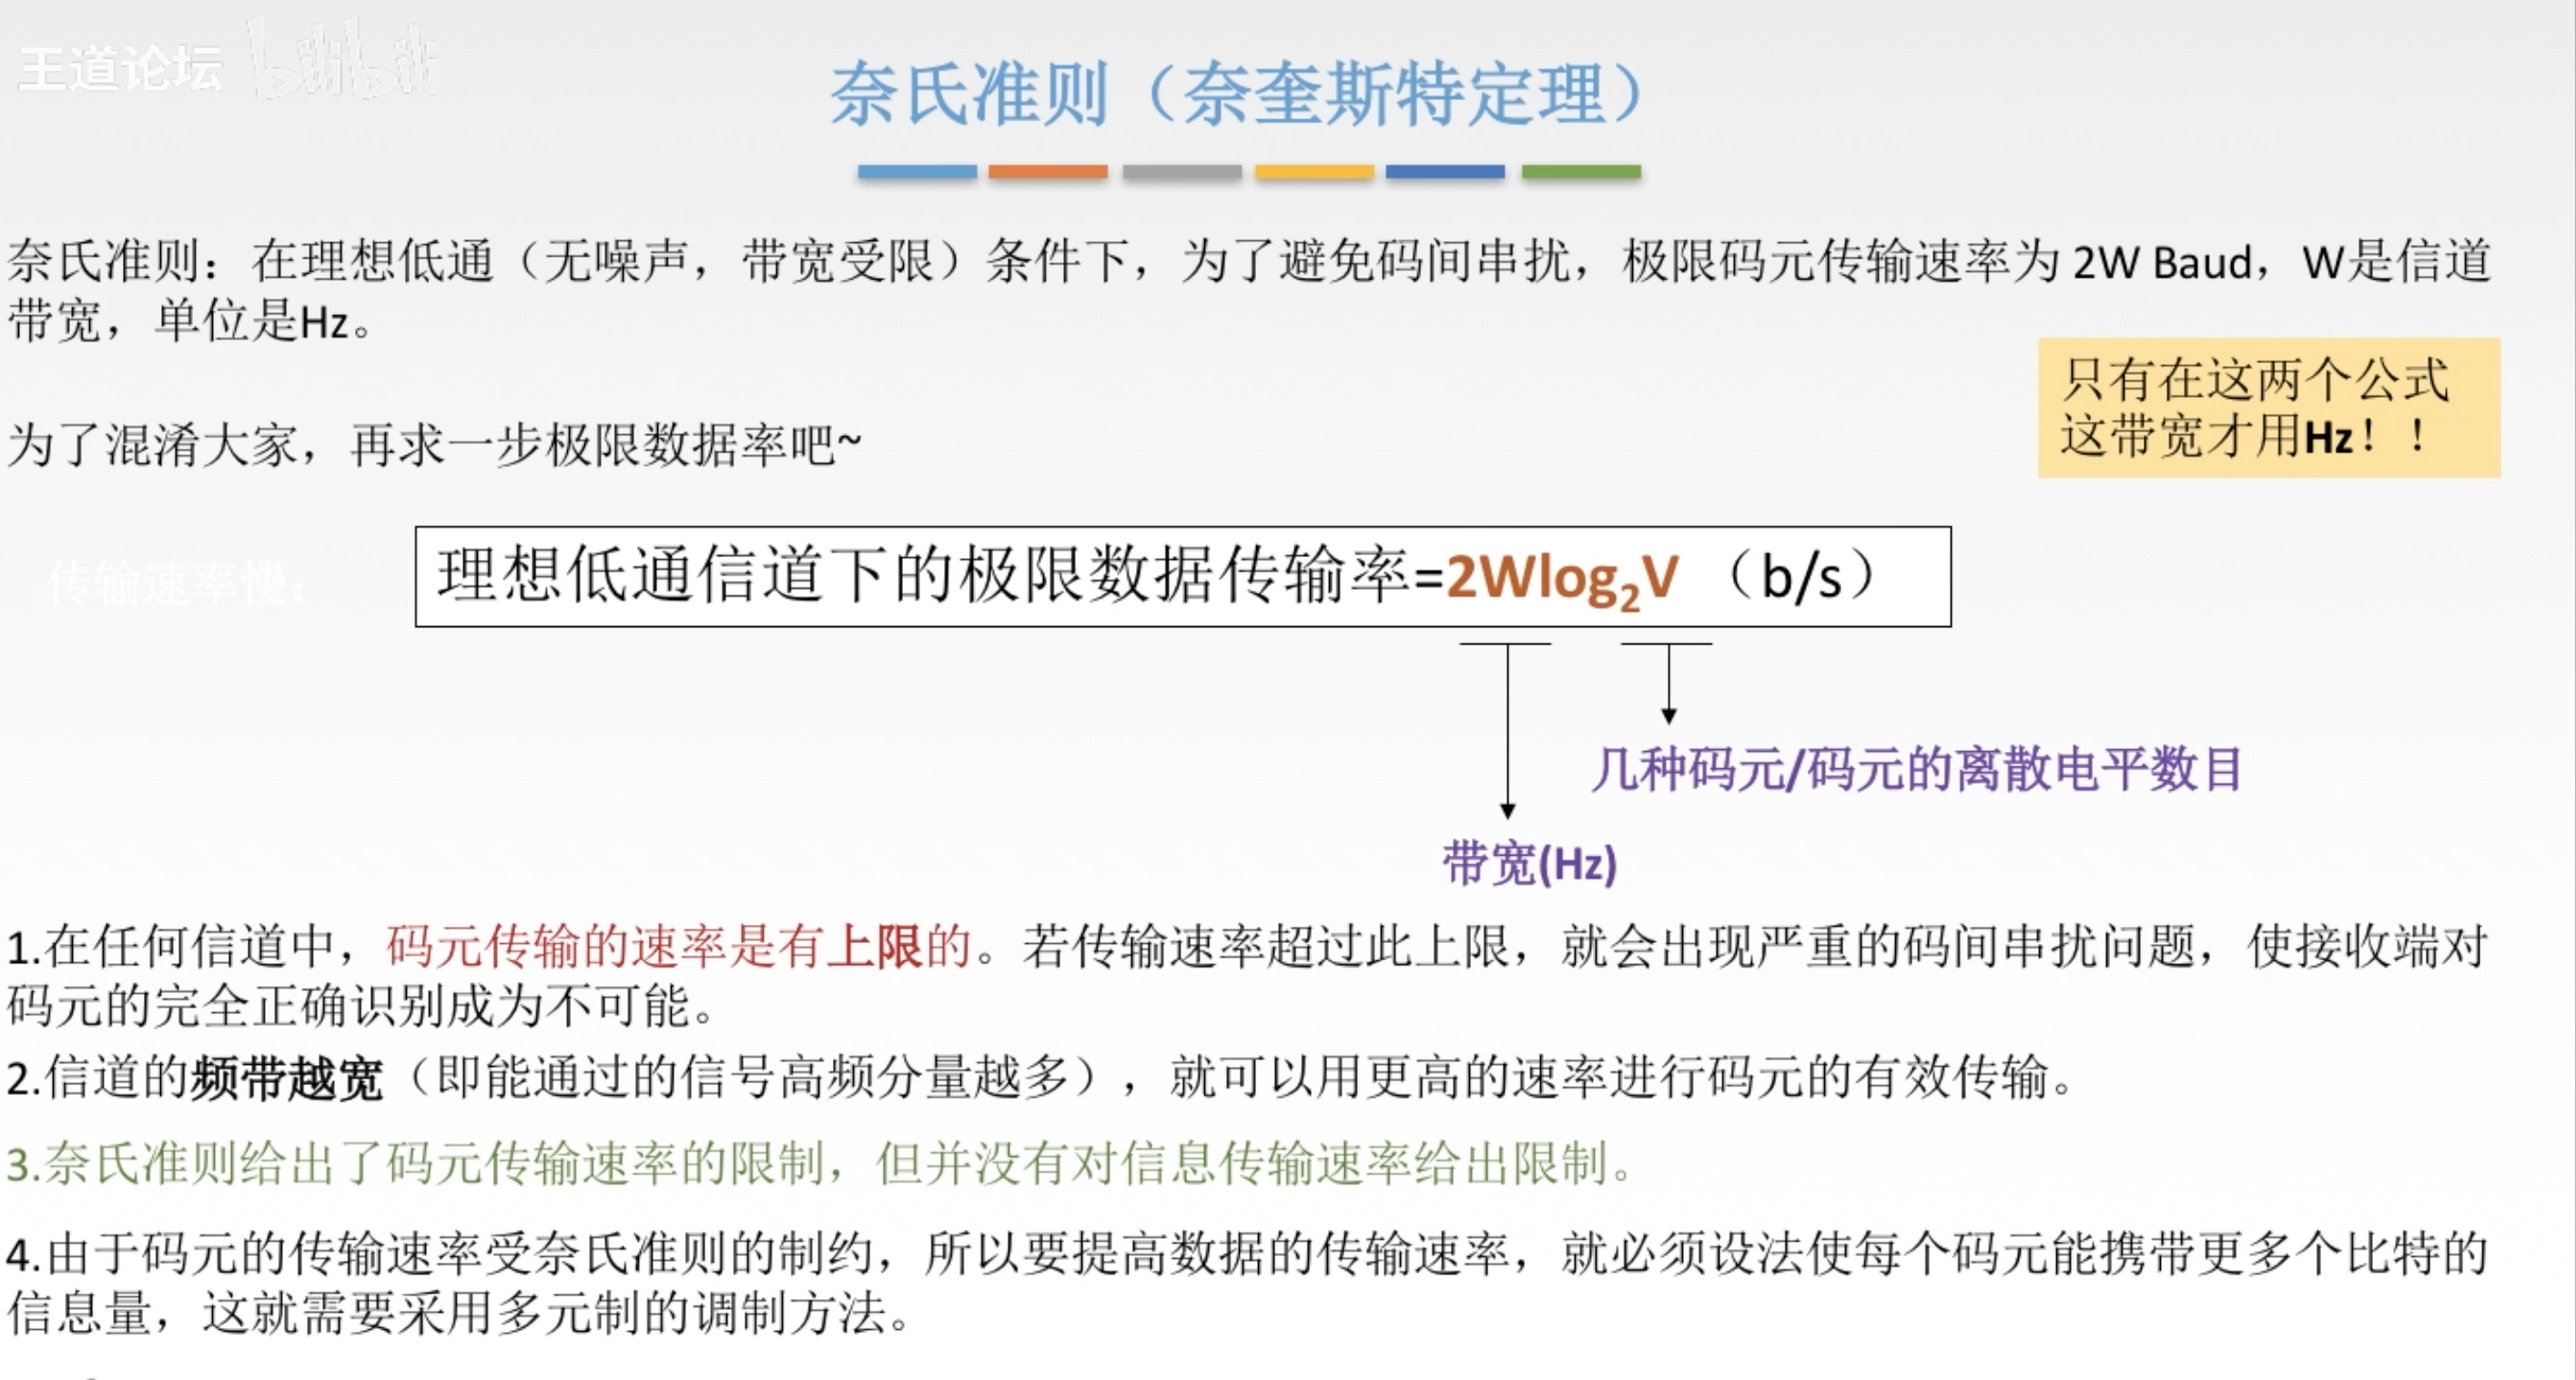 王道论坛 bilibili
奈氏准则（奈奎斯特定理）
奈氏准则：在理想低通（无噪声，带宽受限）条件下，为了避免码间串扰，极限码元传输速率为 2W Baud，W是信道
带宽，单位是Hz。
只有在这两个公式
这带宽才用Hz！！
为了混淆大家，再求一步极限数据率吧~
传输速率慢：
理想低通信道下的极限数据传输率=2Wlog₂V （b/s）
几种码元/码元的离散电平数目
带宽(Hz)
1.在任何信道中，码元传输的速率是有上限的。若传输速率超过此上限，就会出现严重的码间串扰问题，使接收端对
码元的完全正确识别成为不可能。
2.信道的频带越宽（即能通过的信号高频分量越多），就可以用更高的速率进行码元的有效传输。
3.奈氏准则给出了码元传输速率的限制，但并没有对信息传输速率给出限制。
4.由于码元的传输速率受奈氏准则的制约，所以要提高数据的传输速率，就必须设法使每个码元能携带更多个比特的
信息量，这就需要采用多元制的调制方法。